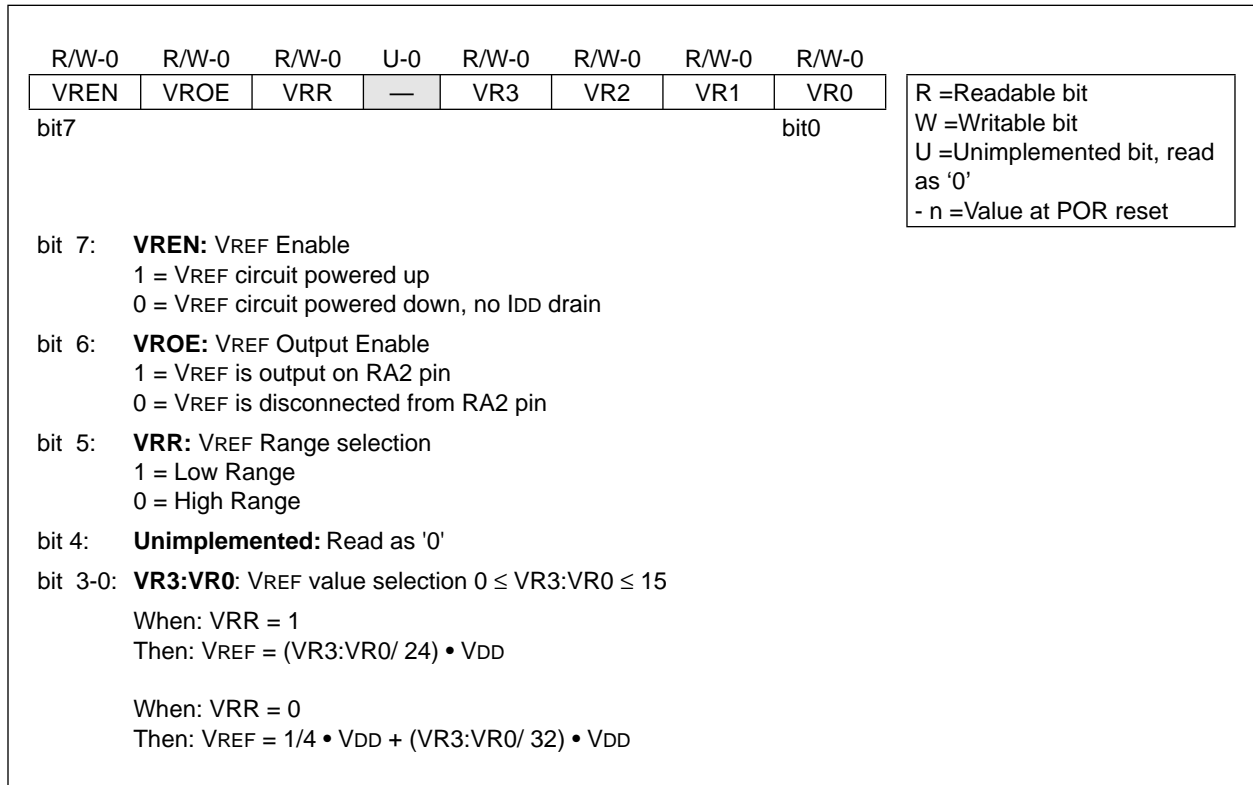 R/W-0 R/W-0 R/W-0 U-0 R/W-0 R/W-0 R/W-0 R/W-0
VREN VROE VRR — VR3 VR2 VR1 VR0
bit7 bit0
R =Readable bit
W =Writable bit
U =Unimplemented bit, read
as ‘0’
- n =Value at POR reset
bit 7: VREN: VREF Enable
1 = VREF circuit powered up
0 = VREF circuit powered down, no IDD drain
bit 6: VROE: VREF Output Enable
1 = VREF is output on RA2 pin
0 = VREF is disconnected from RA2 pin
bit 5: VRR: VREF Range selection
1 = Low Range
0 = High Range
bit 4: Unimplemented: Read as '0'
bit 3-0: VR3:VR0: VREF value selection 0 ≤ VR3:VR0 ≤ 15
When: VRR = 1
Then: VREF = (VR3:VR0/ 24) • VDD
When: VRR = 0
Then: VREF = 1/4 • VDD + (VR3:VR0/ 32) • VDD